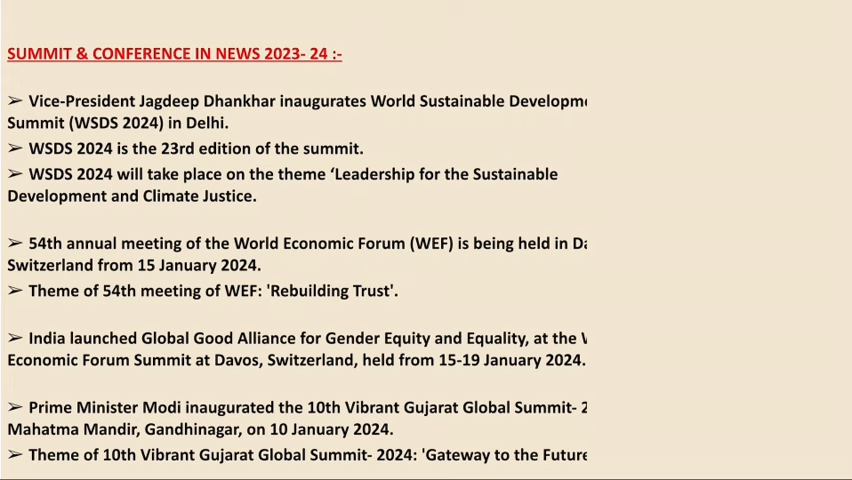 SUMMIT & CONFERENCE IN NEWS 2023- 24 :-
➢ Vice-President Jagdeep Dhankhar inaugurates World Sustainable Developme
Summit (WSDS 2024) in Delhi.
➢ WSDS 2024 is the 23rd edition of the summit.
➢ WSDS 2024 will take place on the theme ‘Leadership for the Sustainable
Development and Climate Justice.
➢ 54th annual meeting of the World Economic Forum (WEF) is being held in Da
Switzerland from 15 January 2024.
➢ Theme of 54th meeting of WEF: 'Rebuilding Trust'.
➢ India launched Global Good Alliance for Gender Equity and Equality, at the
Economic Forum Summit at Davos, Switzerland, held from 15-19 January 2024.
➢ Prime Minister Modi inaugurated the 10th Vibrant Gujarat Global Summit- 2
Mahatma Mandir, Gandhinagar, on 10 January 2024.
➢ Theme of 10th Vibrant Gujarat Global Summit- 2024: 'Gateway to the Future